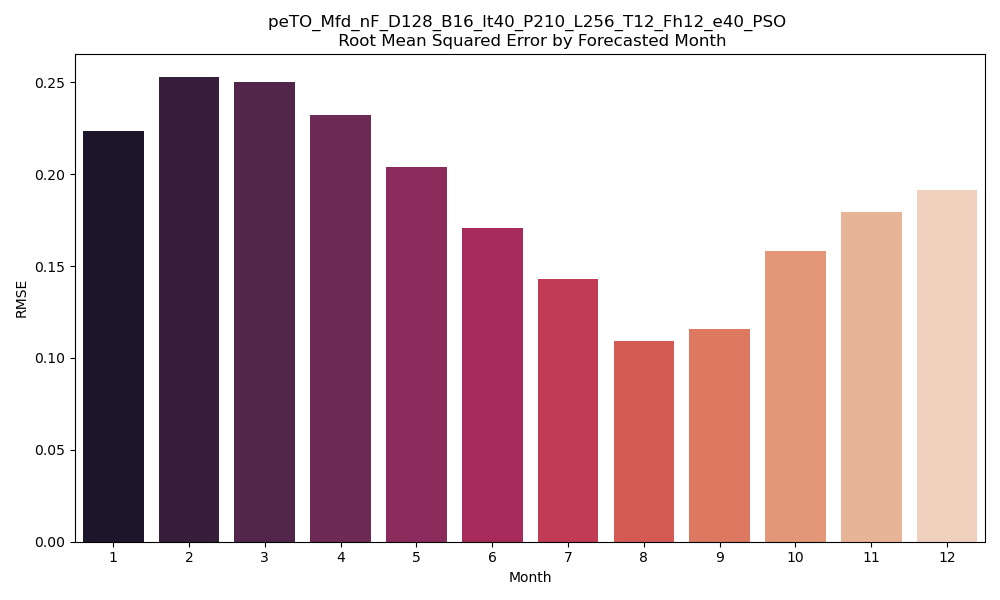 peTO_Mfd_nF_D128_B16_lt40_P210_L256_T12_Fh12_e40_PSO
Root Mean Squared Error by Forecasted Month
RMSE
0.25
0.20
0.15
0.10
0.05
0.00
1 2 3 4 5 6 7 8 9 10 11 12
Month